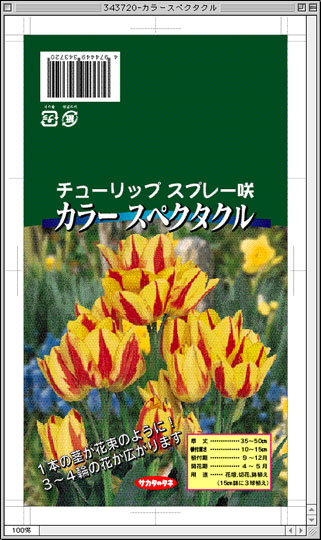 343720-カラースペクタクル
4 974449 343720
チューリップ スプレー咲
カラー スペクタクル
1本の茎が花束のように!
3～4輪の花が広がります
サカタのタネ
草 丈 ………… 35～50cm
植付深さ ………… 10～15cm
植付期 ………… 9～12月
開花期 ………… 4～5月
用 途 …… 花壇、切花、鉢植え
(15cm鉢に3球植え)
100%